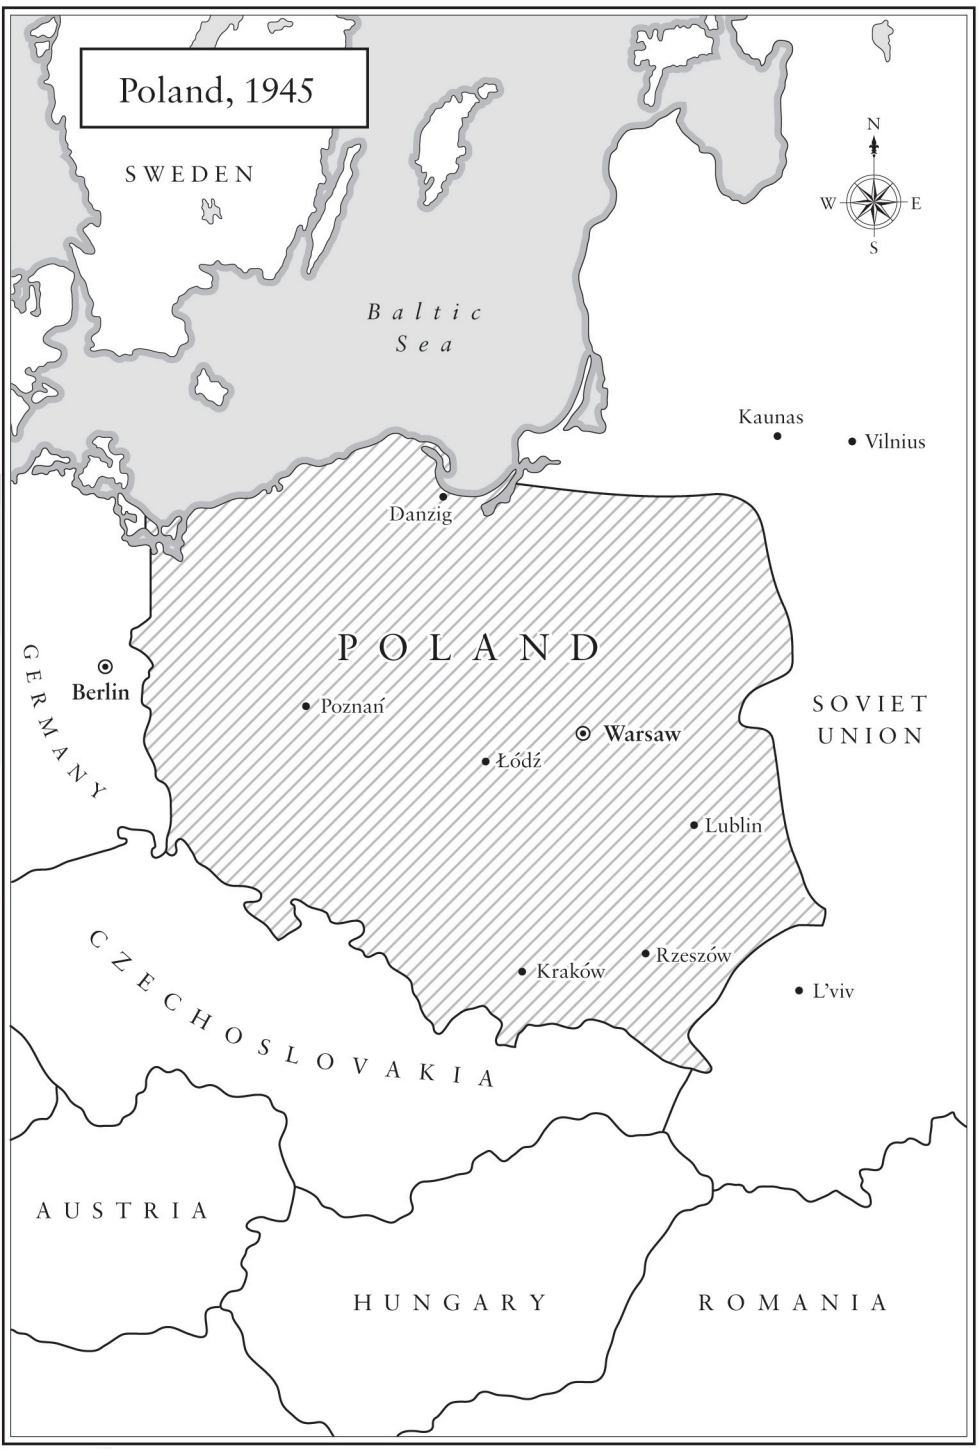 Poland, 1945
SWEDEN
N
W
E
S
Baltic
Sea
Kaunas
Vilnius
Danzig
POLAND
GERMANY
Berlin
Poznań
Warsaw
SOVIET
UNION
Łódź
Lublin
CZECHOSLOVAKIA
Rzeszów
Kraków
L'viv
AUSTRIA
HUNGARY
ROMANIA